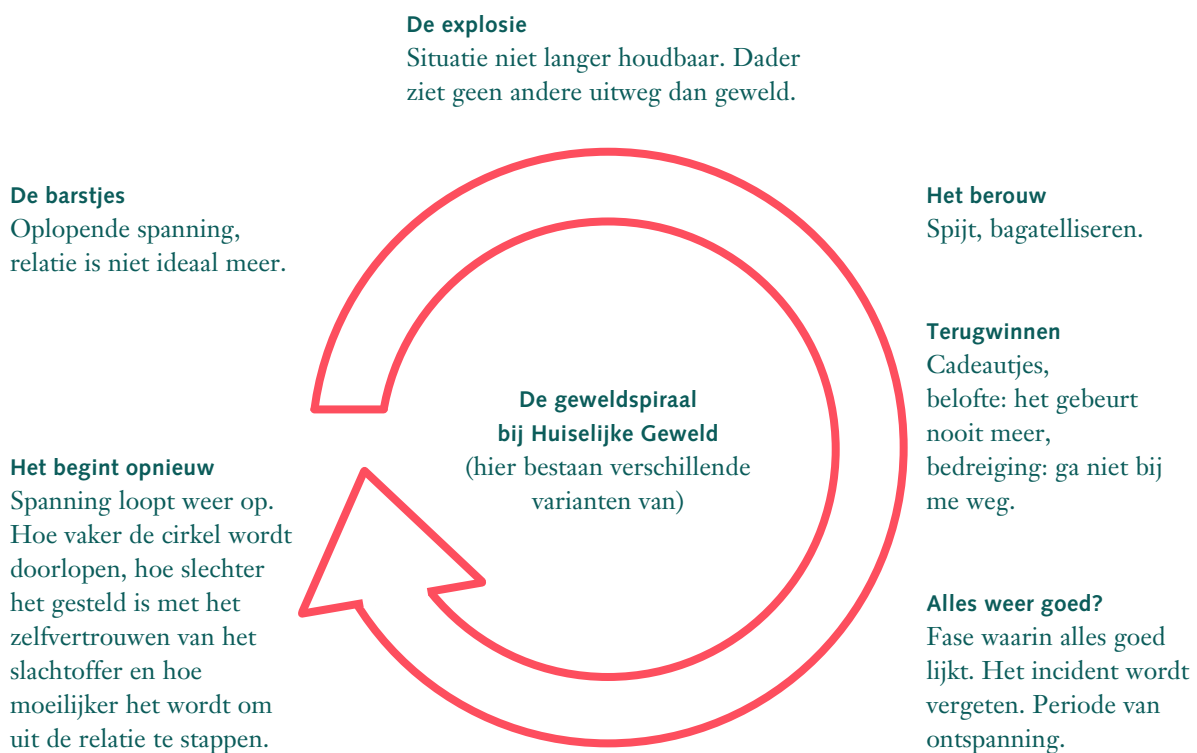 De explosie
Situatie niet langer houdbaar. Dader
ziet geen andere uitweg dan geweld.
De barstjes
Oplopende spanning,
relatie is niet ideaal meer.
Het berouw
Spijt, bagatelliseren.
Terugwinnen
Cadeautjes,
belofte: het gebeurt
nooit meer,
bedreiging: ga niet bij
me weg.
De geweldspiraal
bij Huiselijke Geweld
(hier bestaan verschillende
varianten van)
Het begint opnieuw
Spanning loopt weer op.
Hoe vaker de cirkel wordt
doorlopen, hoe slechter
het gesteld is met het
zelfvertrouwen van het
slachtoffer en hoe
moeilijker het wordt om
uit de relatie te stappen.
Alles weer goed?
Fase waarin alles goed
lijkt. Het incident wordt
vergeten. Periode van
ontspanning.